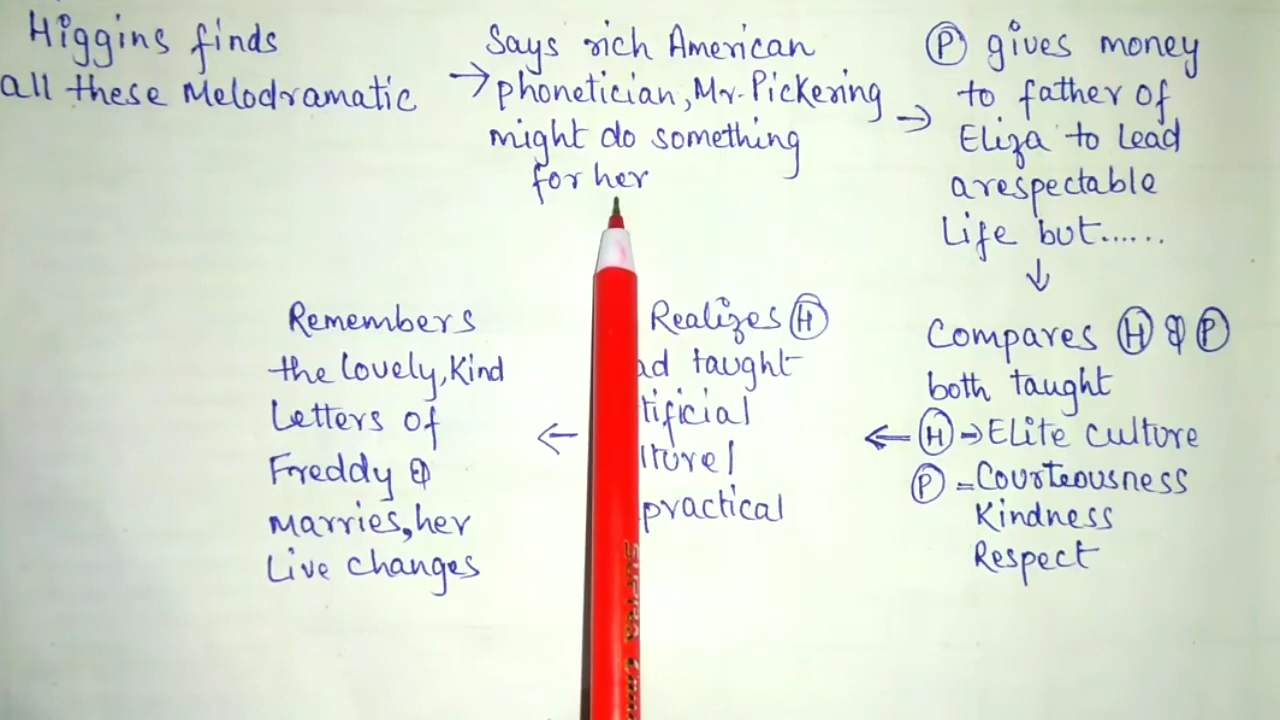 Higgins finds
all these Melodramatic
→
Says rich American
phonetician, Mr. Pickering
might do something
for her
→
Ⓟ gives money
to father of
Eliza to Lead
a respectable
Life but......
↓
Compares Ⓗ & Ⓟ
both taught
← Ⓗ → Elite culture
Ⓟ = Courteousness
Kindness
Respect
Realizes Ⓗ
taught
practical
←
Remembers
the lovely, Kind
Letters of
Freddy &
marries, her
Live changes